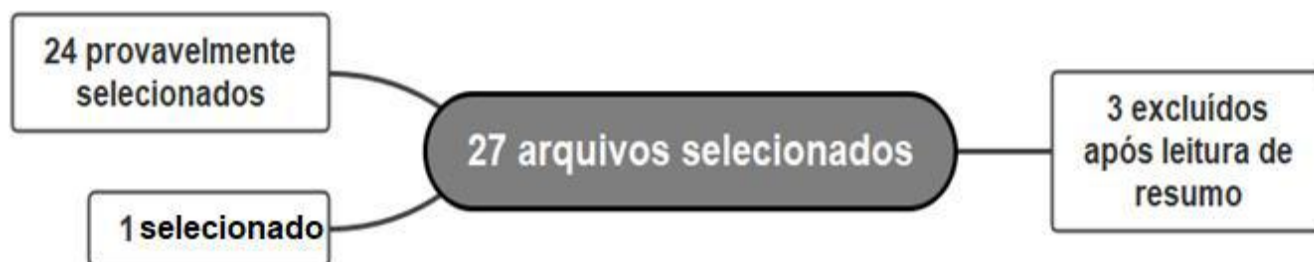 24 provavelmente
selecionados
27 arquivos selecionados
3 excluídos
após leitura de
resumo
1 selecionado